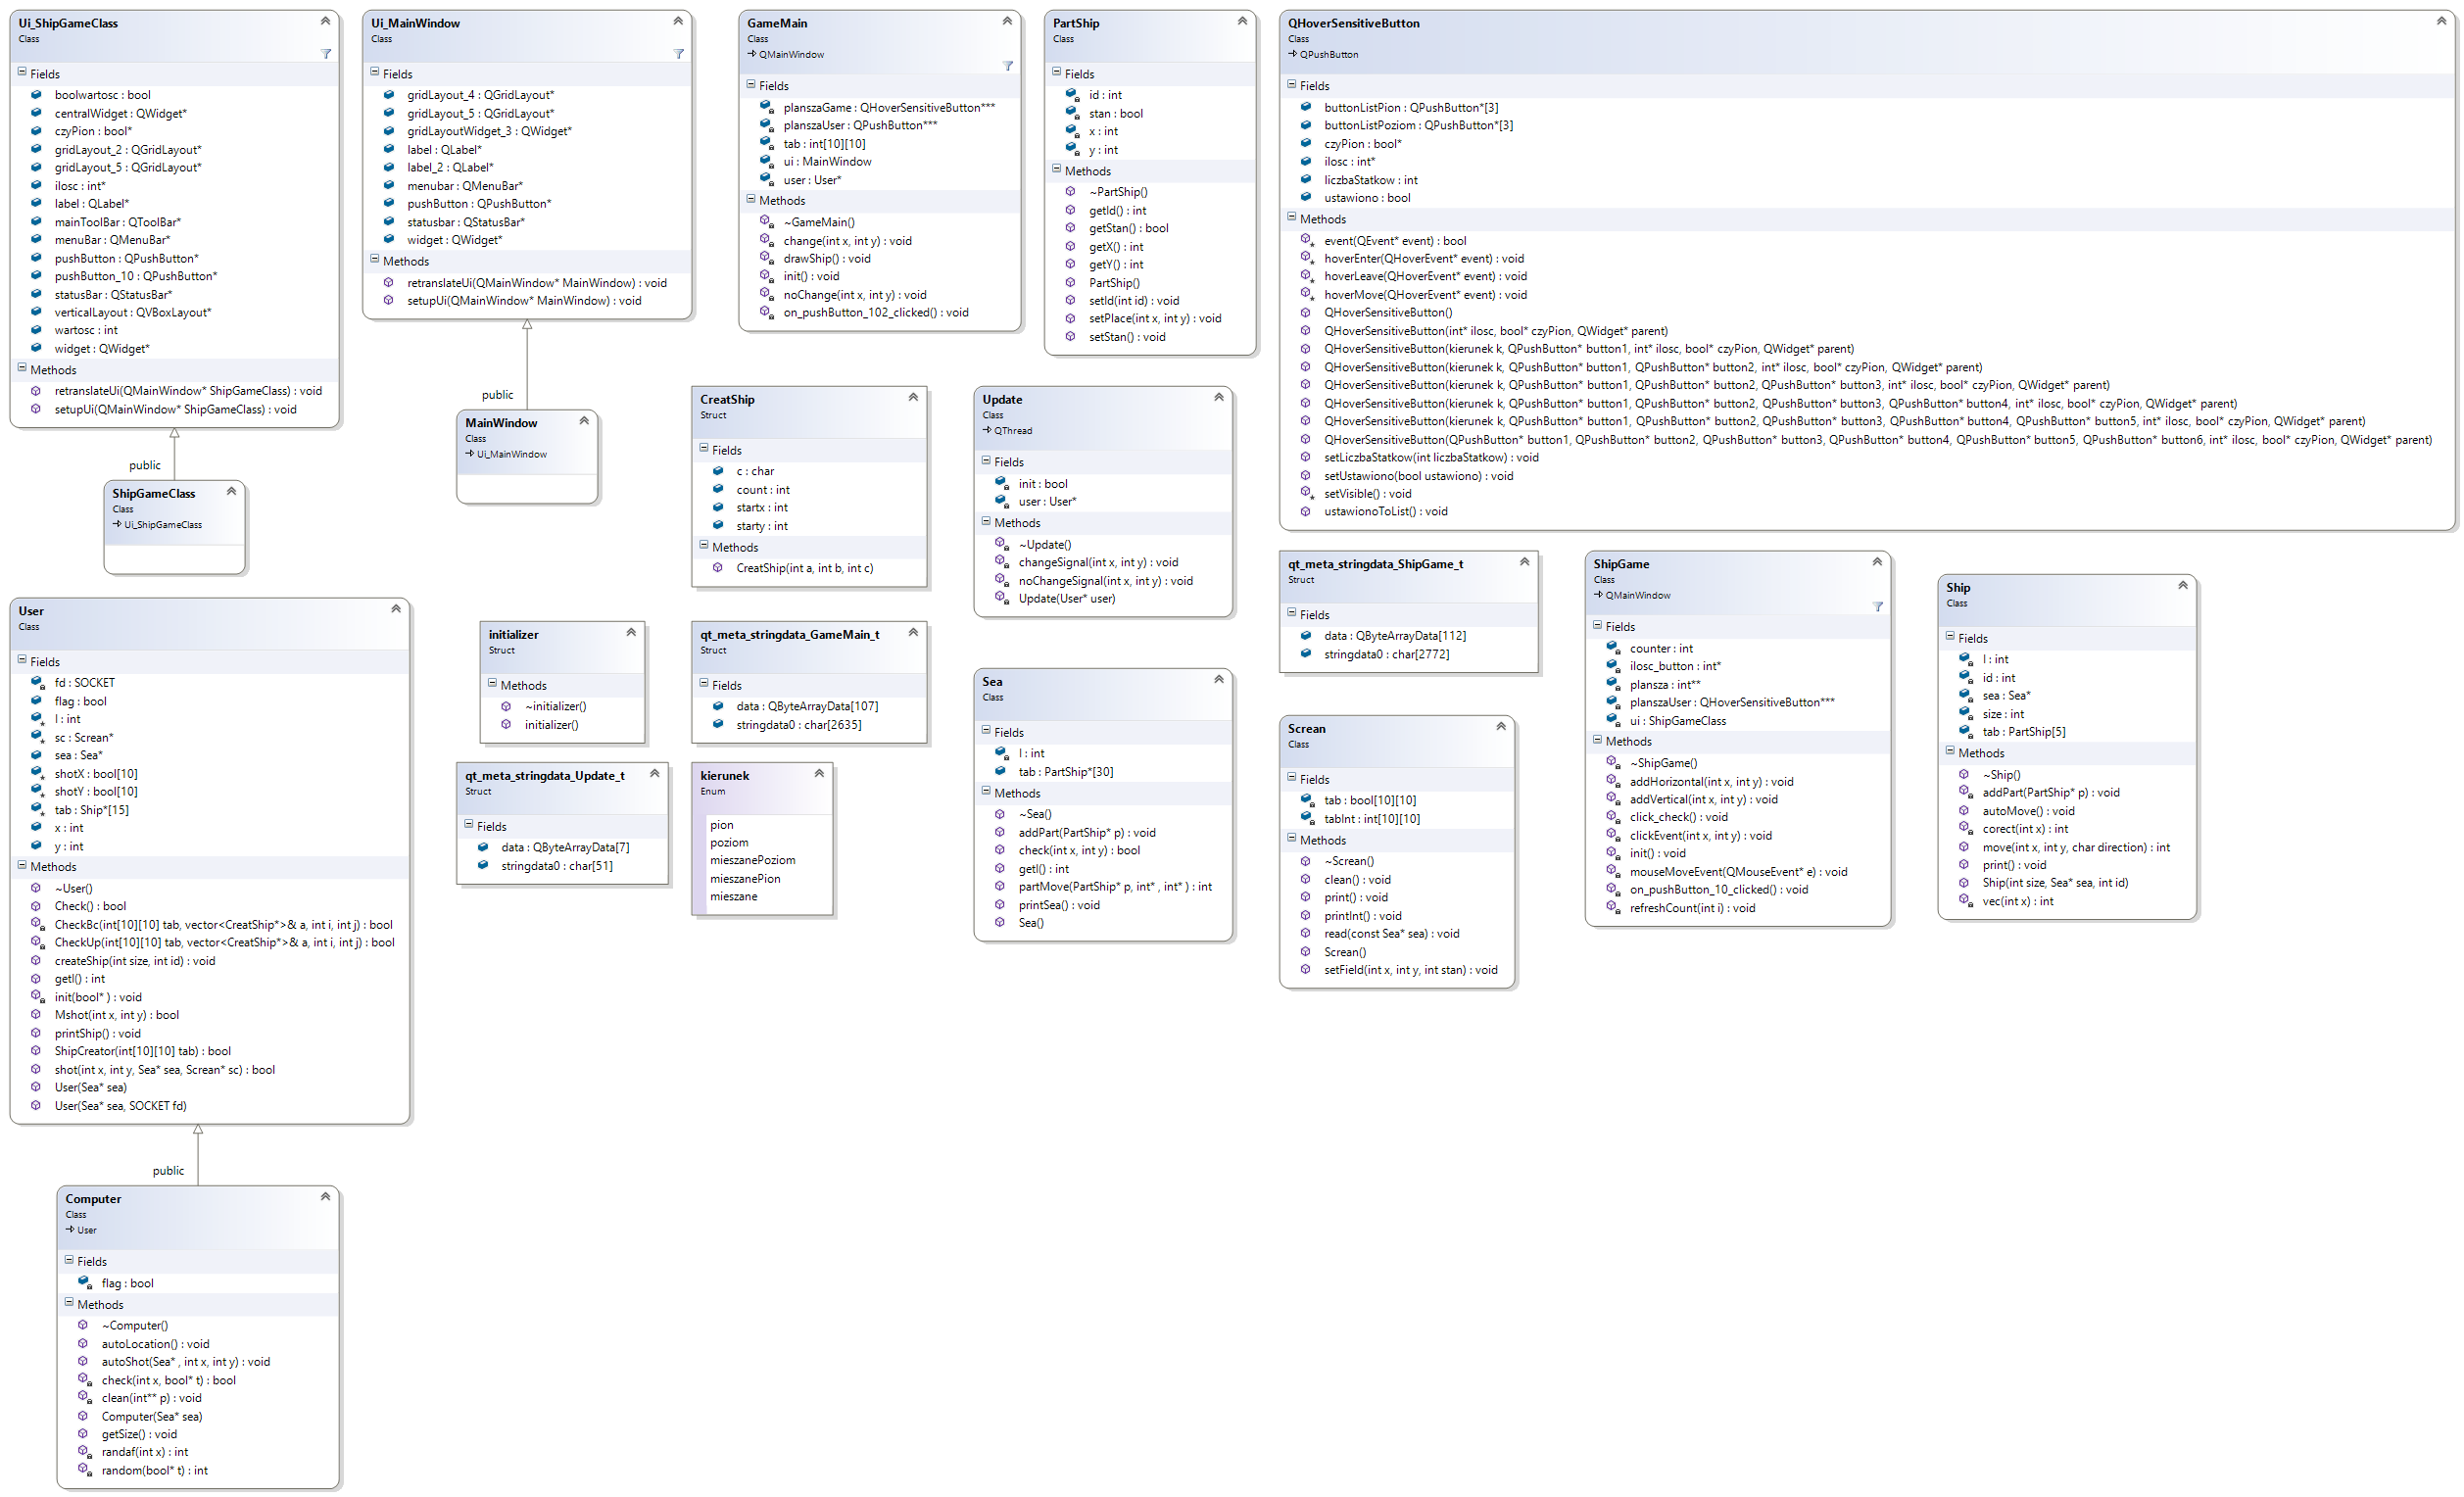 Ui_ShipGameClass
Class
Fields
boolwartosc : bool
centralWidget : QWidget*
czyPion : bool*
gridLayout_2 : QGridLayout*
gridLayout_5 : QGridLayout*
ilosc : int*
label : QLabel*
mainToolBar : QToolBar*
menuBar : QMenuBar*
pushButton : QPushButton*
pushButton_10 : QPushButton*
statusBar : QStatusBar*
verticalLayout : QVBoxLayout*
wartosc : int
widget : QWidget*
Methods
retranslateUi(QMainWindow* ShipGameClass) : void
setupUi(QMainWindow* ShipGameClass) : void
public
ShipGameClass
Class
Ui_ShipGameClass
Ui_MainWindow
Class
Fields
gridLayout_4 : QGridLayout*
gridLayout_5 : QGridLayout*
gridLayoutWidget_3 : QWidget*
label : QLabel*
label_2 : QLabel*
menubar : QMenuBar*
pushButton : QPushButton*
statusbar : QStatusBar*
widget : QWidget*
Methods
retranslateUi(QMainWindow* MainWindow) : void
setupUi(QMainWindow* MainWindow) : void
public
MainWindow
Class
Ui_MainWindow
GameMain
Class
QMainWindow
Fields
planszaGame : QHoverSensitiveButton***
planszaUser : QPushButton***
tab : int[10][10]
ui : MainWindow
user : User*
Methods
~GameMain()
change(int x, int y) : void
drawShip() : void
init() : void
noChange(int x, int y) : void
on_pushButton_102_clicked() : void
PartShip
Class
Fields
id : int
stan : bool
x : int
y : int
Methods
~PartShip()
getId() : int
getStan() : bool
getX() : int
getY() : int
PartShip()
setId(int id) : void
setPlace(int x, int y) : void
setStan() : void
QHoverSensitiveButton
Class
QPushButton
Fields
buttonListPion : QPushButton*[3]
buttonListPoziom : QPushButton*[3]
czyPion : bool*
ilosc : int*
liczbaStatkow : int
ustawiono : bool
Methods
event(QEvent* event) : bool
hoverEnter(QHoverEvent* event) : void
hoverLeave(QHoverEvent* event) : void
hoverMove(QHoverEvent* event) : void
QHoverSensitiveButton()
QHoverSensitiveButton(int* ilosc, bool* czyPion, QWidget* parent)
QHoverSensitiveButton(kierunek k, QPushButton* button1, int* ilosc, bool* czyPion, QWidget* parent)
QHoverSensitiveButton(kierunek k, QPushButton* button1, QPushButton* button2, int* ilosc, bool* czyPion, QWidget* parent)
QHoverSensitiveButton(kierunek k, QPushButton* button1, QPushButton* button2, QPushButton* button3, int* ilosc, bool* czyPion, QWidget* parent)
QHoverSensitiveButton(kierunek k, QPushButton* button1, QPushButton* button2, QPushButton* button3, QPushButton* button4, int* ilosc, bool* czyPion, QWidget* parent)
QHoverSensitiveButton(kierunek k, QPushButton* button1, QPushButton* button2, QPushButton* button3, QPushButton* button4, QPushButton* button5, int* ilosc, bool* czyPion, QWidget* parent)
QHoverSensitiveButton(QPushButton* button1, QPushButton* button2, QPushButton* button3, QPushButton* button4, QPushButton* button5, QPushButton* button6, int* ilosc, bool* czyPion, QWidget* parent)
setLiczbaStatkow(int liczbaStatkow) : void
setUstawiono(bool ustawiono) : void
setVisible() : void
ustawionoToList() : void
CreatShip
Struct
Fields
c : char
count : int
startx : int
starty : int
Methods
CreatShip(int a, int b, int c)
Update
Class
QThread
Fields
init : bool
user : User*
Methods
~Update()
changeSignal(int x, int y) : void
noChangeSignal(int x, int y) : void
Update(User* user)
User
Class
Fields
fd : SOCKET
flag : bool
l : int
sc : Screan*
sea : Sea*
shotX : bool[10]
shotY : bool[10]
tab : Ship*[15]
x : int
y : int
Methods
~User()
Check() : bool
CheckBc(int[10][10] tab, vector<CreatShip*>& a, int i, int j) : bool
CheckUp(int[10][10] tab, vector<CreatShip*>& a, int i, int j) : bool
createShip(int size, int id) : void
getl() : int
init(bool* ) : void
Mshot(int x, int y) : bool
printShip() : void
ShipCreator(int[10][10] tab) : bool
shot(int x, int y, Sea* sea, Screan* sc) : bool
User(Sea* sea)
User(Sea* sea, SOCKET fd)
public
Computer
Class
User
Fields
flag : bool
Methods
~Computer()
autoLocation() : void
autoShot(Sea* , int x, int y) : void
check(int x, bool* t) : bool
clean(int** p) : void
Computer(Sea* sea)
getSize() : void
randaf(int x) : int
random(bool* t) : int
initializer
Struct
Methods
~initializer()
initializer()
qt_meta_stringdata_GameMain_t
Struct
Fields
data : QByteArrayData[107]
stringdata0 : char[2635]
qt_meta_stringdata_Update_t
Struct
Fields
data : QByteArrayData[7]
stringdata0 : char[51]
kierunek
Enum
pion
poziom
mieszanePoziom
mieszanePion
mieszane
Sea
Class
Fields
l : int
tab : PartShip*[30]
Methods
~Sea()
addPart(PartShip* p) : void
check(int x, int y) : bool
getl() : int
partMove(PartShip* p, int* , int* ) : int
printSea() : void
Sea()
qt_meta_stringdata_ShipGame_t
Struct
Fields
data : QByteArrayData[112]
stringdata0 : char[2772]
Screan
Class
Fields
tab : bool[10][10]
tabInt : int[10][10]
Methods
~Screan()
clean() : void
print() : void
printInt() : void
read(const Sea* sea) : void
Screan()
setField(int x, int y, int stan) : void
ShipGame
Class
QMainWindow
Fields
counter : int
ilosc_button : int*
plansza : int**
planszaUser : QHoverSensitiveButton***
ui : ShipGameClass
Methods
~ShipGame()
addHorizontal(int x, int y) : void
addVertical(int x, int y) : void
click_check() : void
clickEvent(int x, int y) : void
init() : void
mouseMoveEvent(QMouseEvent* e) : void
on_pushButton_10_clicked() : void
refreshCount(int i) : void
Ship
Class
Fields
l : int
id : int
sea : Sea*
size : int
tab : PartShip[5]
Methods
~Ship()
addPart(PartShip* p) : void
autoMove() : void
corect(int x) : int
move(int x, int y, char direction) : int
print() : void
Ship(int size, Sea* sea, int id)
vec(int x) : int